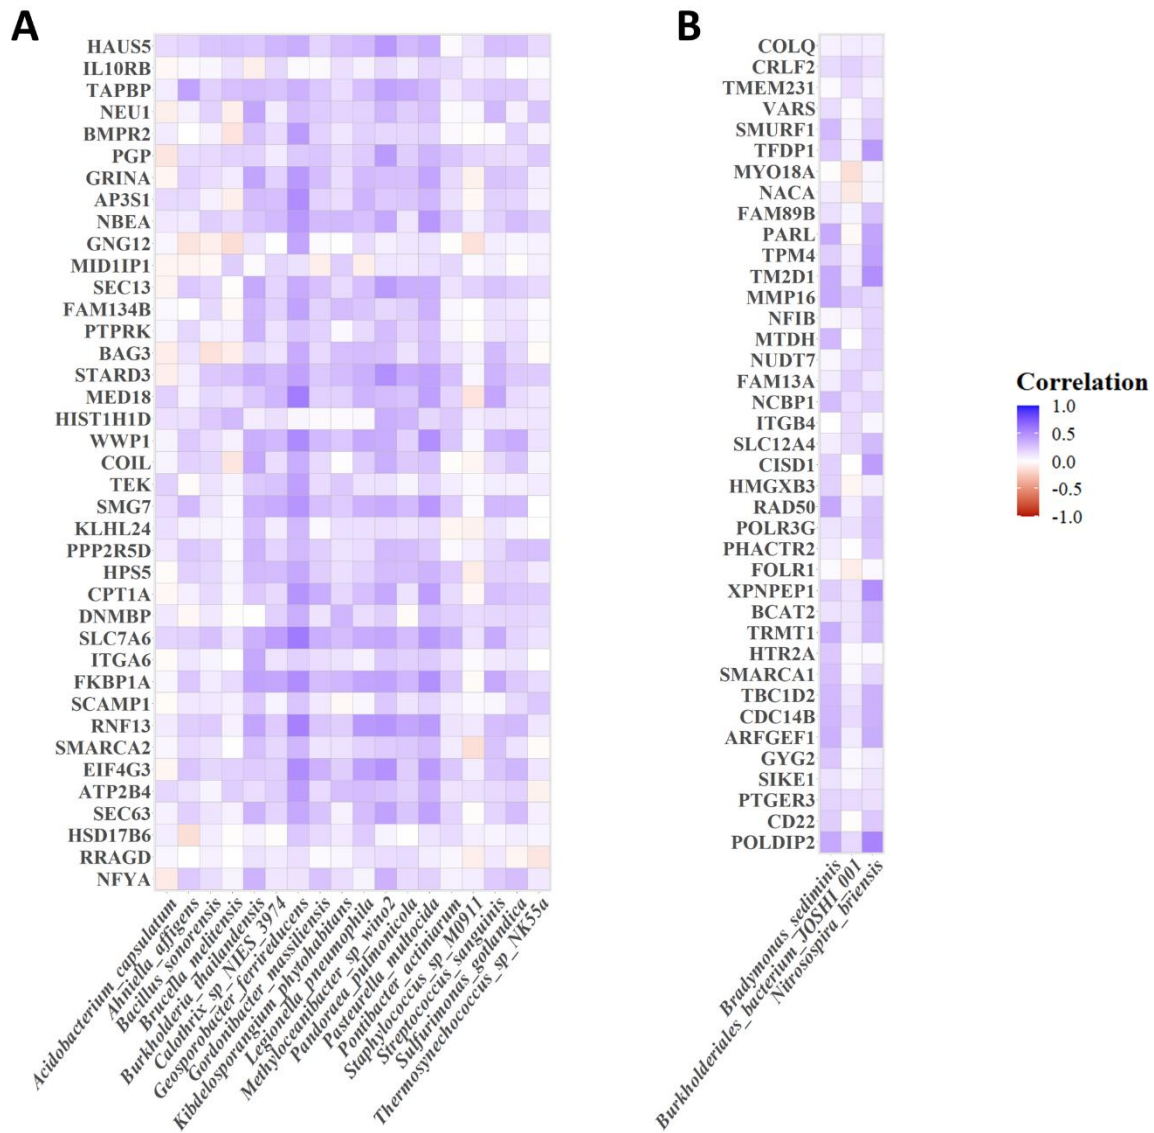 A
HAUS5
IL10RB
TAPBP
NEU1
BMPR2
PGP
GRINA
AP3S1
NBEA
GNG12
MID1IP1
SEC13
FAM134B
PTPRK
BAG3
STARD3
MED18
HIST1H1D
WWP1
COIL
TEK
SMG7
KLHL24
PPP2R5D
HPS5
CPT1A
DNMBP
SLC7A6
ITGA6
FKBP1A
SCAMP1
RNF13
SMARCA2
EIF4G3
ATP2B4
SEC63
HSD17B6
RRAGD
NFYA
Acidobacterium_capsulatum
Ahniella_affigens
Bacillus_sonorensis
Brucella_melitensis
Burkholderia_thailandensis
Calothrix_sp_NIES_3974
Geosporobacter_ferrireducens
Gordonibacter_massiliensis
Kibdelosporangium_phytohabitans
Legionella_pneumophila
Methyloceanibacter_sp_wino2
Pandoraea_pulmonicola
Pasteurella_multocida
Pontibacter_actiniarum
Staphylococcus_sp_M0911
Streptococcus_sanguinis
Sulfurimonas_gotlandica
Thermosynechococcus_sp_NK55a
B
COLQ
CRLF2
TMEM231
VARS
SMURF1
TFDP1
MYO18A
NACA
FAM89B
PARL
TPM4
TM2D1
MMP16
NFIB
MTDH
NUDT7
FAM13A
NCBP1
ITGB4
SLC12A4
CISD1
HMGXB3
RAD50
POLR3G
PHACTR2
FOLR1
XPNPEP1
BCAT2
TRMT1
HTR2A
SMARCA1
TBC1D2
CDC14B
ARFGEF1
GYG2
SIKE1
PTGER3
CD22
POLDIP2
Bradymonas_sediminis
Burkholderiales_bacterium_JOSHI_001
Nitrosospira_briensis
Correlation
1.0
0.5
0.0
-0.5
-1.0